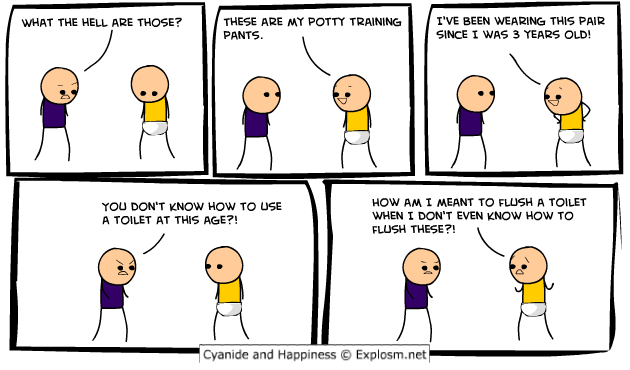 WHAT THE HELL ARE THOSE?
THESE ARE MY POTTY TRAINING
PANTS.
I'VE BEEN WEARING THIS PAIR
SINCE I WAS 3 YEARS OLD!
YOU DON'T KNOW HOW TO USE
A TOILET AT THIS AGE?!
HOW AM I MEANT TO FLUSH A TOILET
WHEN I DON'T EVEN KNOW HOW TO
FLUSH THESE?!
Cyanide and Happiness © Explosm.net